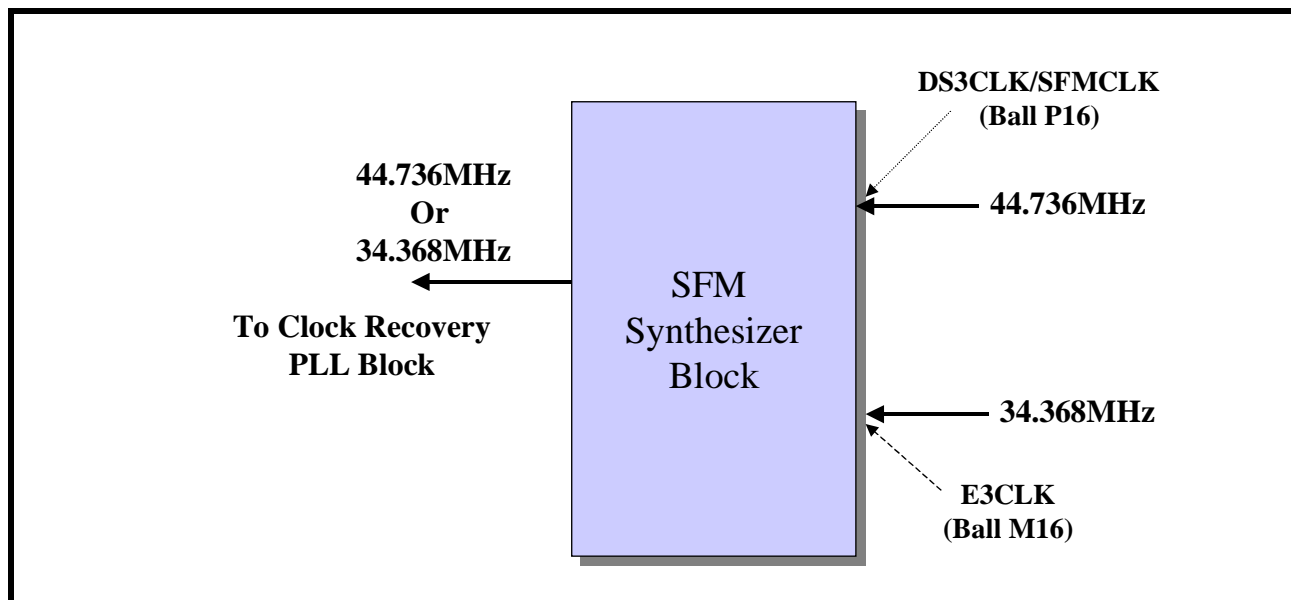 DS3CLK/SFMCLK
(Ball P16)
44.736MHz
Or
34.368MHz
To Clock Recovery
PLL Block
SFM
Synthesizer
Block
44.736MHz
34.368MHz
E3CLK
(Ball M16)